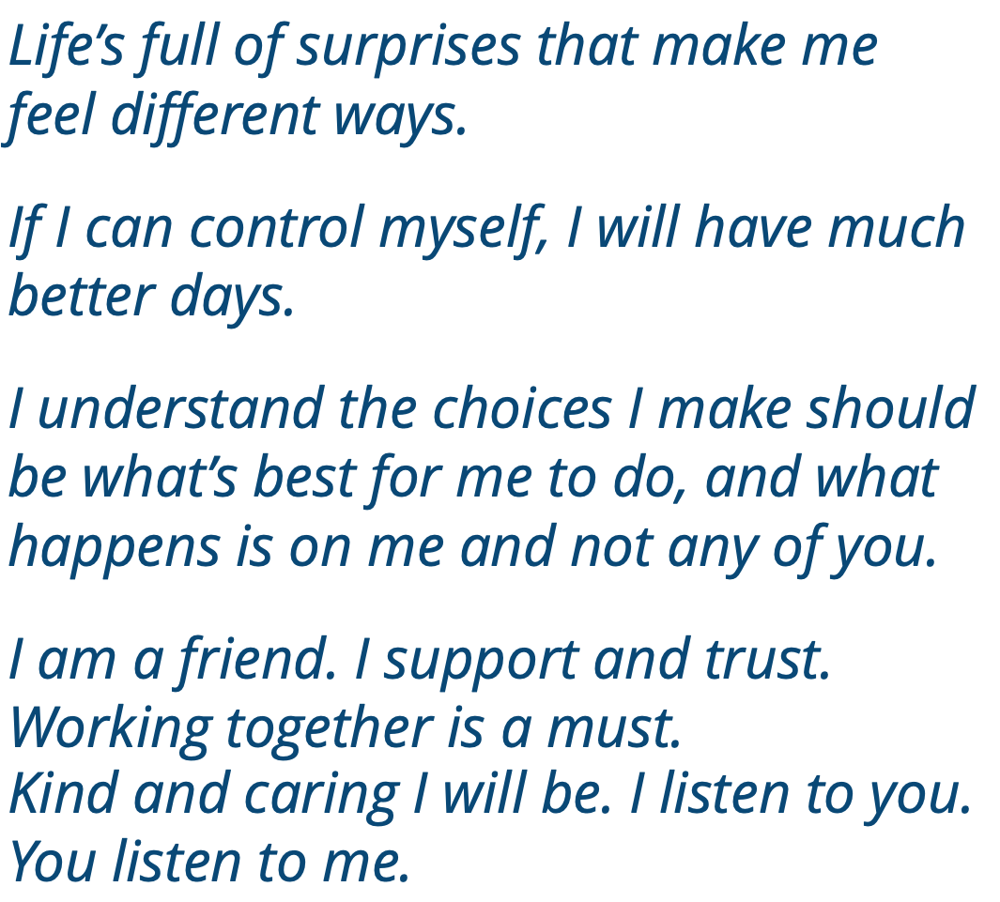 Life’s full of surprises that make me
feel different ways.
If I can control myself, I will have much
better days.
I understand the choices I make should
be what’s best for me to do, and what
happens is on me and not any of you.
I am a friend. I support and trust.
Working together is a must.
Kind and caring I will be. I listen to you.
You listen to me.